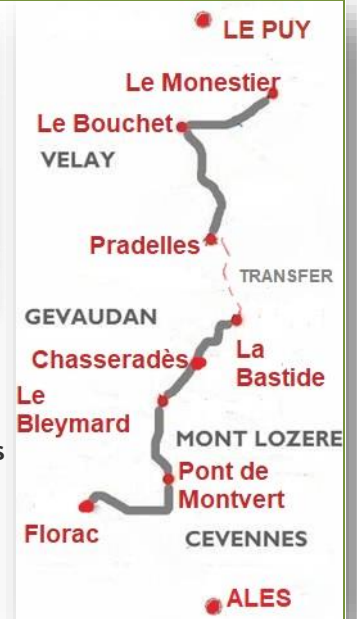 LE PUY
Le Monestier
Le Bouchet
VELAY
Pradelles
TRANSFER
GEVAUDAN
Chasseradès
La
Bastide
Le
Bleymard
s
MONT LOZERE
Pont de
Montvert
Florac
CEVENNES
ALES